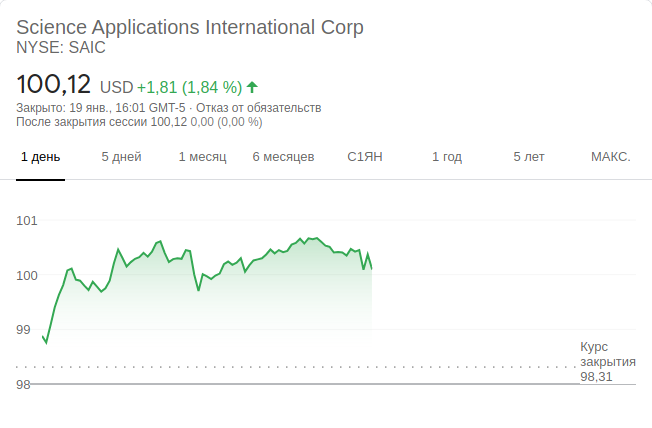 Science Applications International Corp
NYSE: SAIC
100,12 USD +1,81 (1,84 %)
Закрыто: 19 янв., 16:01 GMT-5 · Отказ от обязательств
После закрытия сессии 100,12 0,00 (0,00 %)
1 день 5 дней 1 месяц 6 месяцев С1ЯН 1 год 5 лет МАКС.
101
100
99
98
Курс
закрытия
98,31